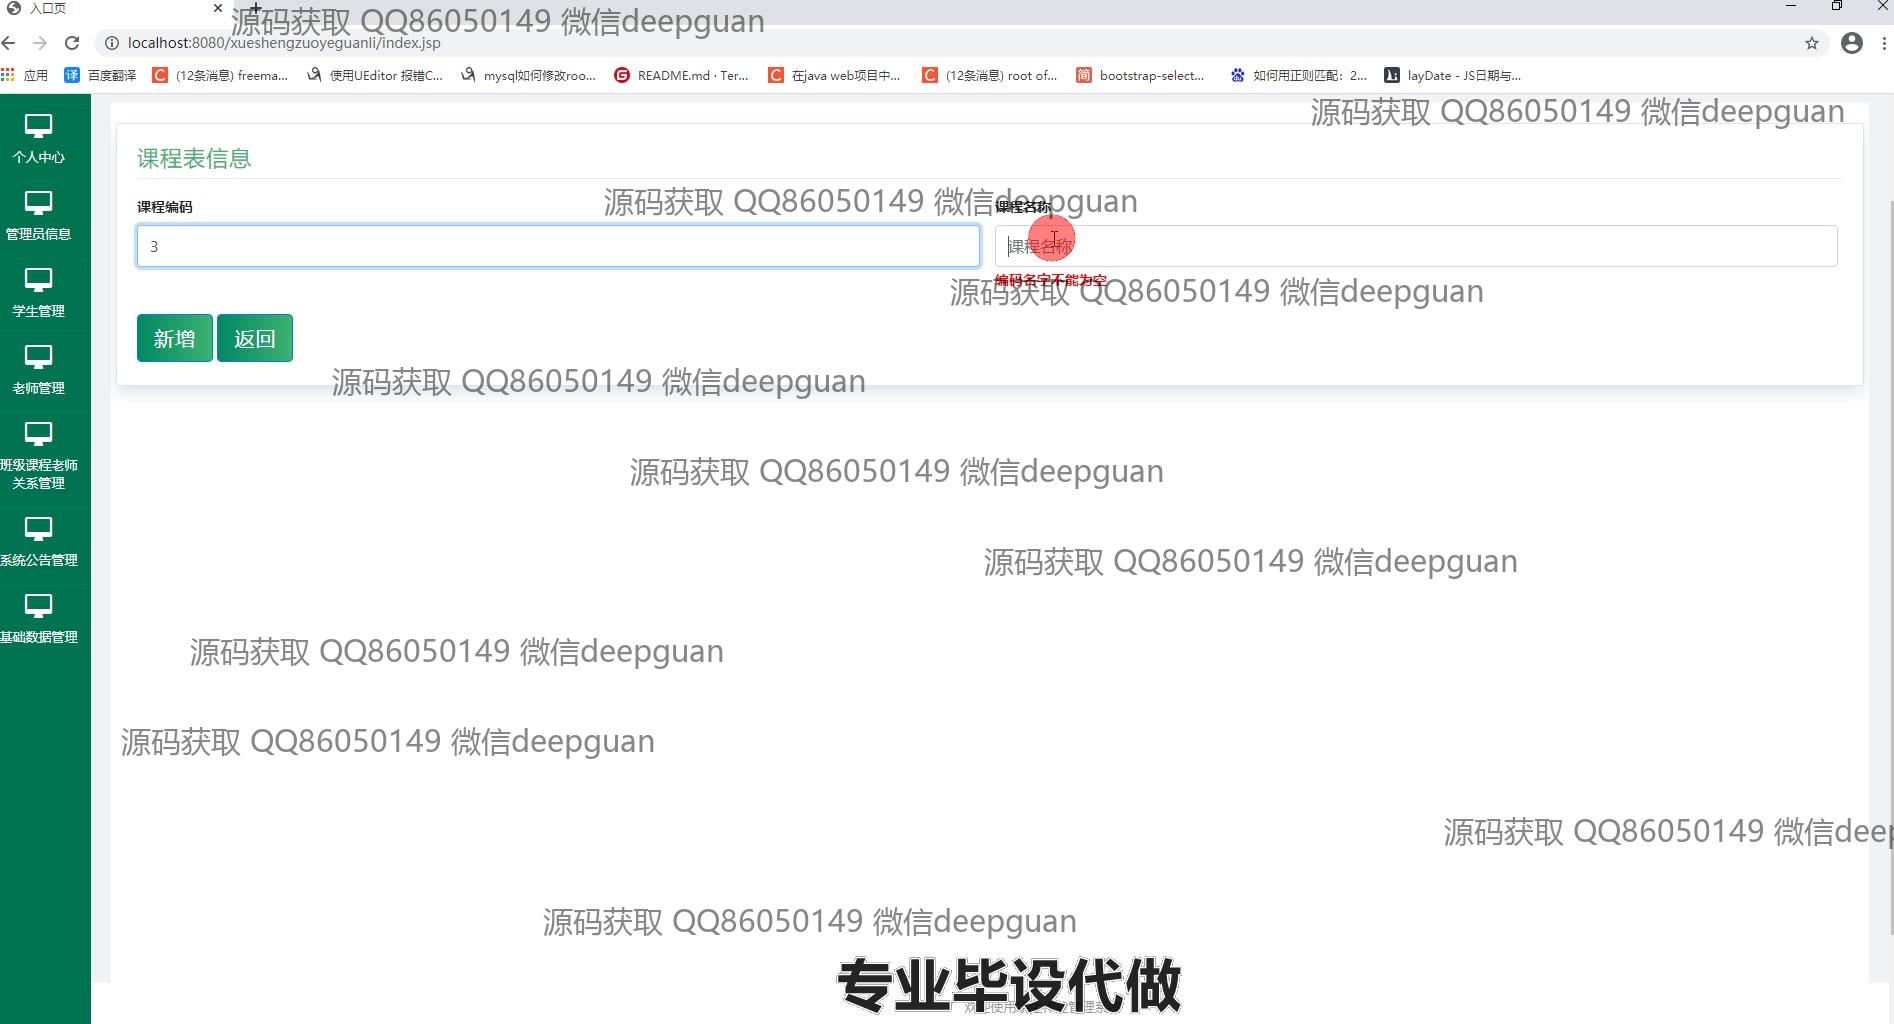 入口页
源码获取 QQ86050149 微信deepguan
localhost:8080/xueshengzuoyeguanli/index.jsp
应用 百度翻译 (12条消息) freema... 使用UEditor 报错C... mysql如何修改roo... README.md · Ter... 在java web项目中... (12条消息) root of... bootstrap-select... 如何用正则匹配：2... layDate - JS日期与...
源码获取 QQ86050149 微信deepguan
个人中心
课程表信息
源码获取 QQ86050149 微信deepguan
课程编码 课程名称
管理员信息
3 课程名称
编码名字不能为空
源码获取 QQ86050149 微信deepguan
学生管理
新增 返回
源码获取 QQ86050149 微信deepguan
老师管理
班级课程老师
关系管理
源码获取 QQ86050149 微信deepguan
系统公告管理
源码获取 QQ86050149 微信deepguan
基础数据管理
源码获取 QQ86050149 微信deepguan
源码获取 QQ86050149 微信deepguan
源码获取 QQ86050149 微信deep
源码获取 QQ86050149 微信deepguan
专业毕设代做